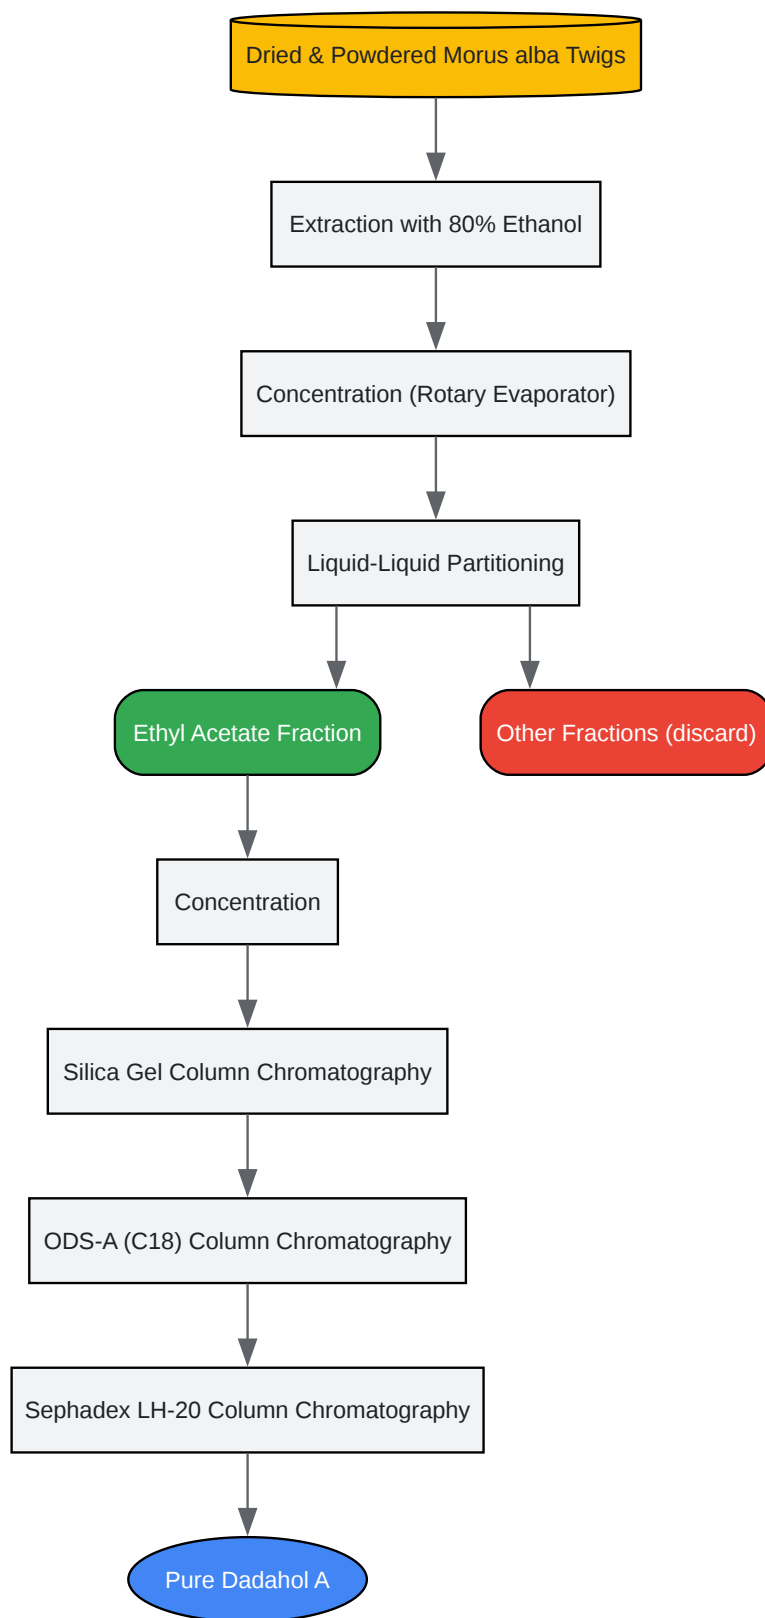 Dried & Powdered Morus alba Twigs
Extraction with 80% Ethanol
Concentration (Rotary Evaporator)
Liquid-Liquid Partitioning
Ethyl Acetate Fraction
Other Fractions (discard)
Concentration
Silica Gel Column Chromatography
ODS-A (C18) Column Chromatography
Sephadex LH-20 Column Chromatography
Pure Dadahol A